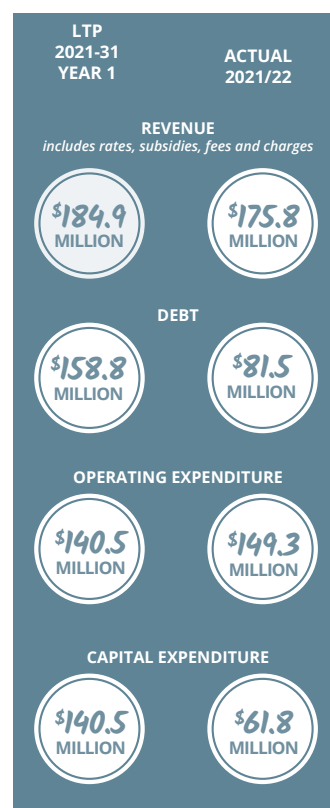 LTP
2021-31
YEAR 1
ACTUAL
2021/22
REVENUE
includes rates, subsidies, fees and charges
$184.9
MILLION
$175.8
MILLION
DEBT
$158.8
MILLION
$81.5
MILLION
OPERATING EXPENDITURE
$140.5
MILLION
$149.3
MILLION
CAPITAL EXPENDITURE
$140.5
MILLION
$61.8
MILLION